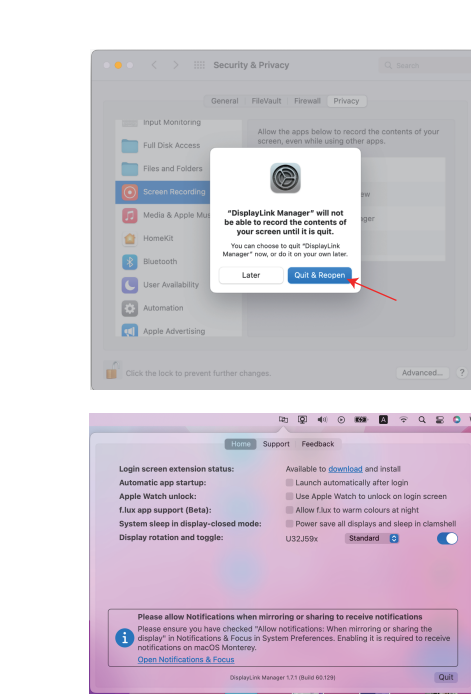 Security & Privacy
Search
General FileVault Firewall Privacy
Input Monitoring
Full Disk Access
Files and Folders
Screen Recording
Media & Apple Mus
HomeKit
Bluetooth
User Availability
Automation
Apple Advertising
Allow the apps below to record the contents of your
screen, even while using other apps.
"DisplayLink Manager" will not
be able to record the contents of
your screen until it is quit.
You can choose to quit "DisplayLink
Manager" now, or do it on your own later.
Later Quit & Reopen
Click the lock to prevent further changes.
Advanced... ?
A
Home Support Feedback
Login screen extension status: Available to download and install
Automatic app startup: Launch automatically after login
Apple Watch unlock: Use Apple Watch to unlock on login screen
f.lux app support (Beta): Allow f.lux to warm colours at night
System sleep in display-closed mode: Power save all displays and sleep in clamshell
Display rotation and toggle: U32J59x Standard
Please allow Notifications when mirroring or sharing to receive notifications
Please ensure you have checked "Allow notifications: When mirroring or sharing the
display" in Notifications & Focus in System Preferences. Enabling it is required to receive
notifications on macOS Monterey.
Open Notifications & Focus
DisplayLink Manager 1.7.1 (Build 60.129)
Quit